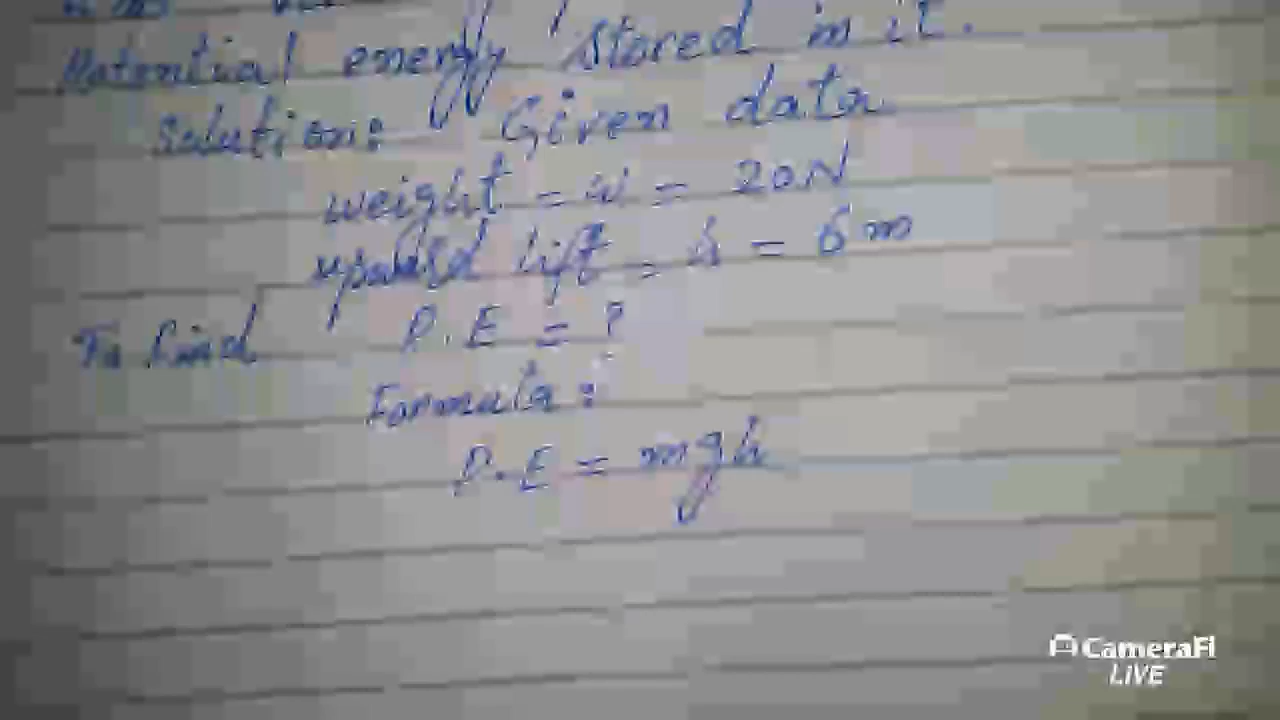 Potential energy stored in it.
Solution: Given data
weight = w = 20N
upward lift = h = 6m
To find P.E = ?
Formula:
P.E = mgh
CameraFi
LiVE